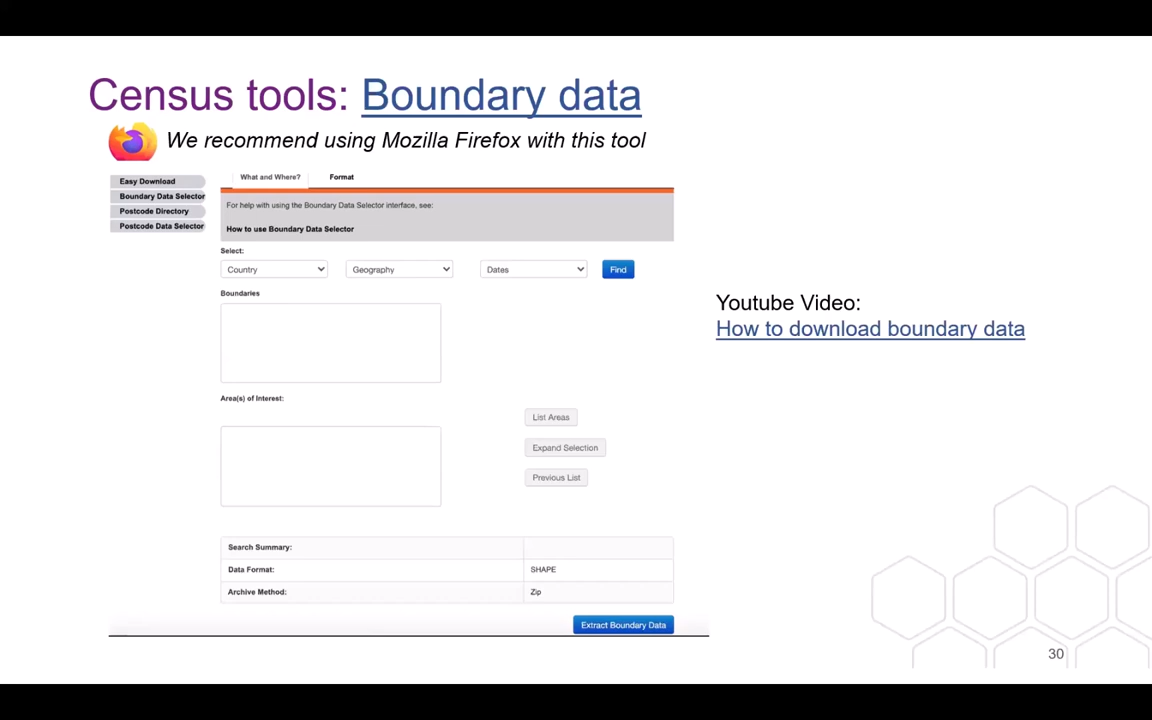 Census tools: Boundary data
We recommend using Mozilla Firefox with this tool
Easy Download
Boundary Data Selector
Postcode Directory
Postcode Data Selector
What and Where? Format
For help with using the Boundary Data Selector interface, see:
How to use Boundary Data Selector
Select:
Country Geography Dates Find
Boundaries
Area(s) of Interest:
List Areas
Expand Selection
Previous List
Search Summary:
Data Format: SHAPE
Archive Method: Zip
Extract Boundary Data
Youtube Video:
How to download boundary data
30